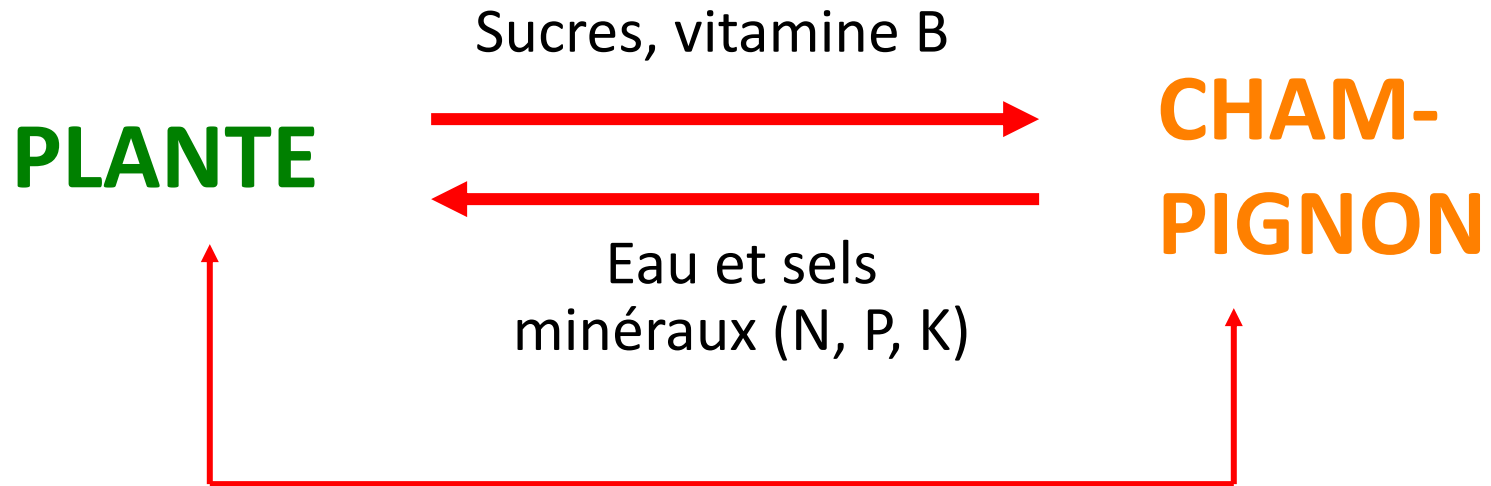 Sucres, vitamine B
PLANTE
CHAM-
PIGNON
Eau et sels
minéraux (N, P, K)